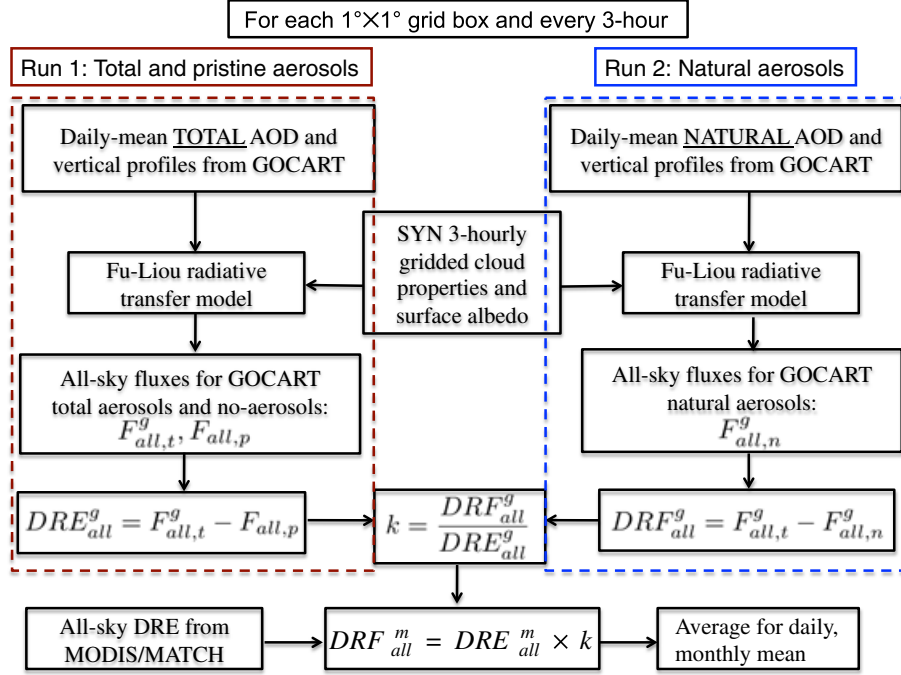 For each 1°×1° grid box and every 3-hour
Run 1: Total and pristine aerosols
Run 2: Natural aerosols
Daily-mean TOTAL AOD and
vertical profiles from GOCART
Daily-mean NATURAL AOD and
vertical profiles from GOCART
SYN 3-hourly
gridded cloud
properties and
surface albedo
Fu-Liou radiative
transfer model
Fu-Liou radiative
transfer model
All-sky fluxes for GOCART
total aerosols and no-aerosols:
F^g_{all,t}, F_{all,p}
All-sky fluxes for GOCART
natural aerosols:
F^g_{all,n}
DRE^g_{all} = F^g_{all,t} − F_{all,p}
k = \frac{DRF^g_{all}}{DRE^g_{all}}
DRF^g_{all} = F^g_{all,t} − F^g_{all,n}
All-sky DRE from
MODIS/MATCH
DRF^m_{all} = DRE^m_{all} × k
Average for daily,
monthly mean